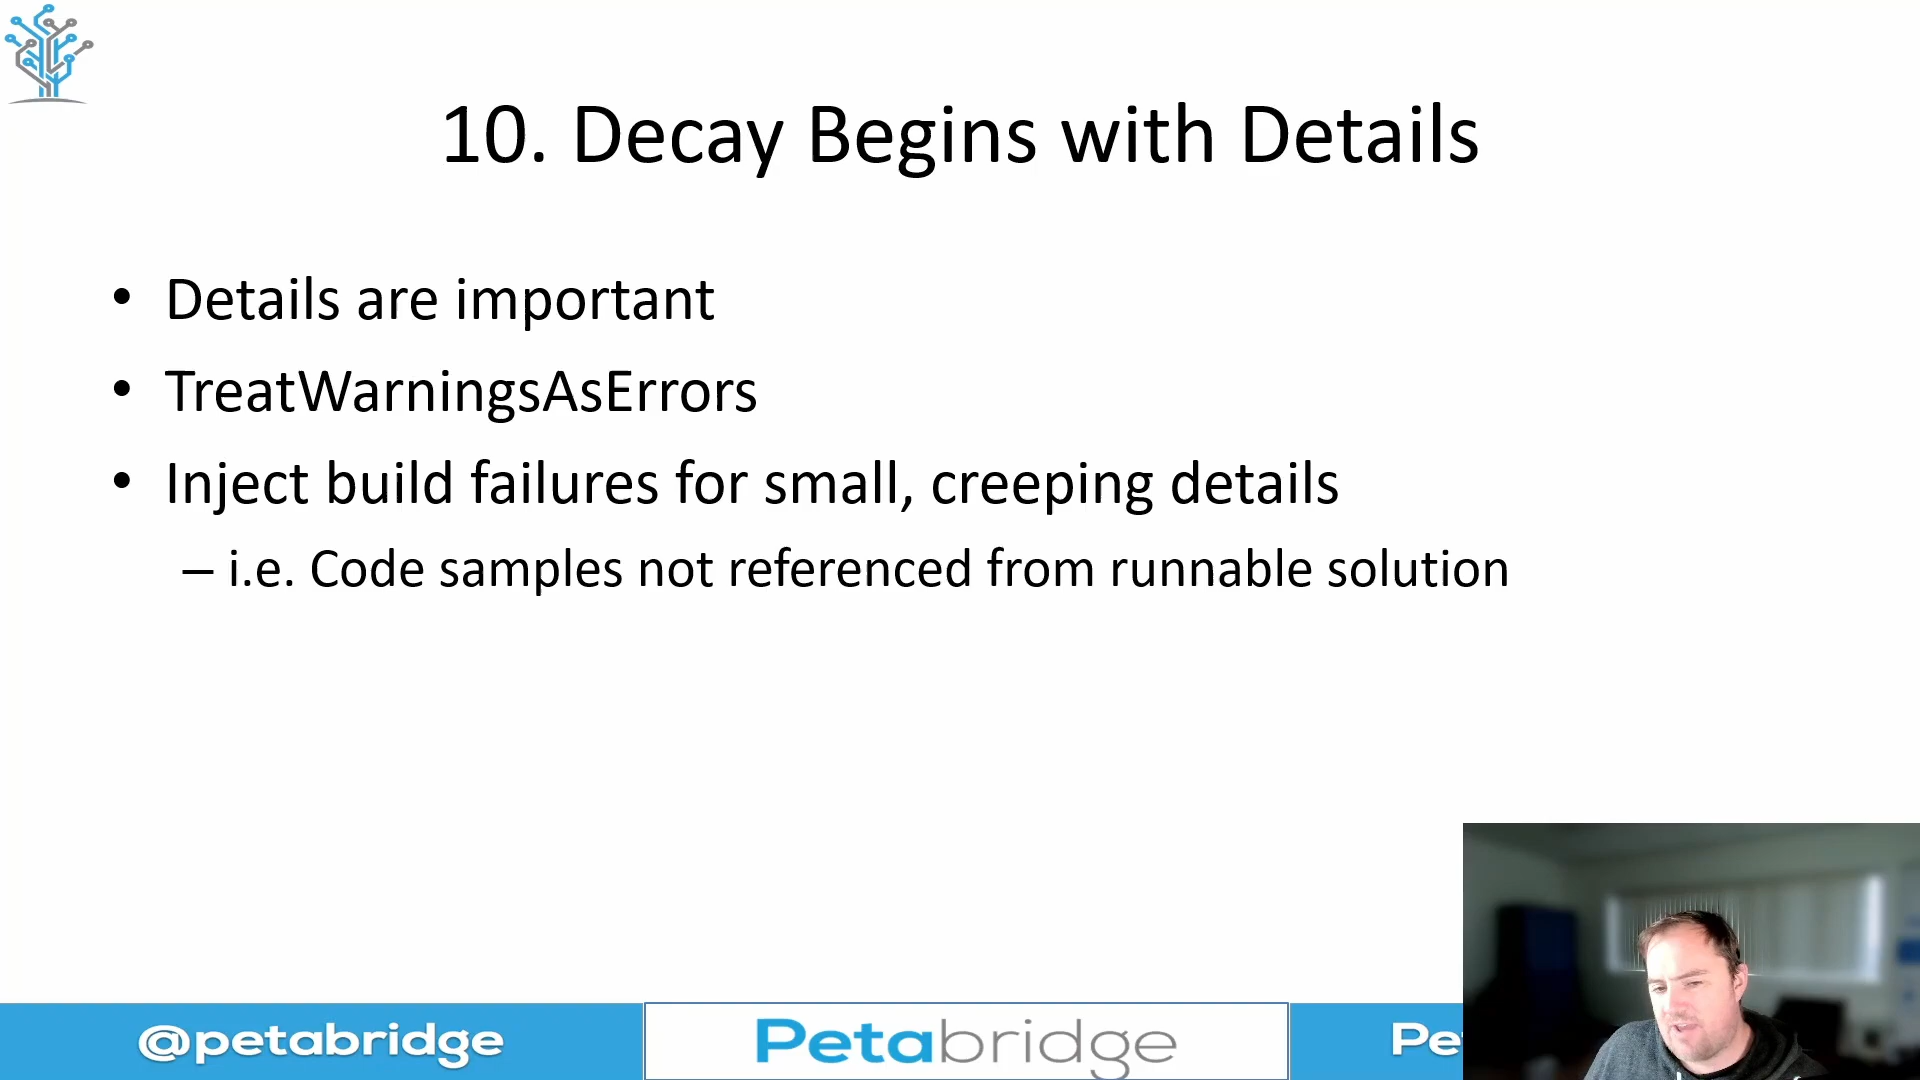 10. Decay Begins with Details
• Details are important
• TreatWarningsAsErrors
• Inject build failures for small, creeping details
– i.e. Code samples not referenced from runnable solution
@petabridge
Petabridge
Pe